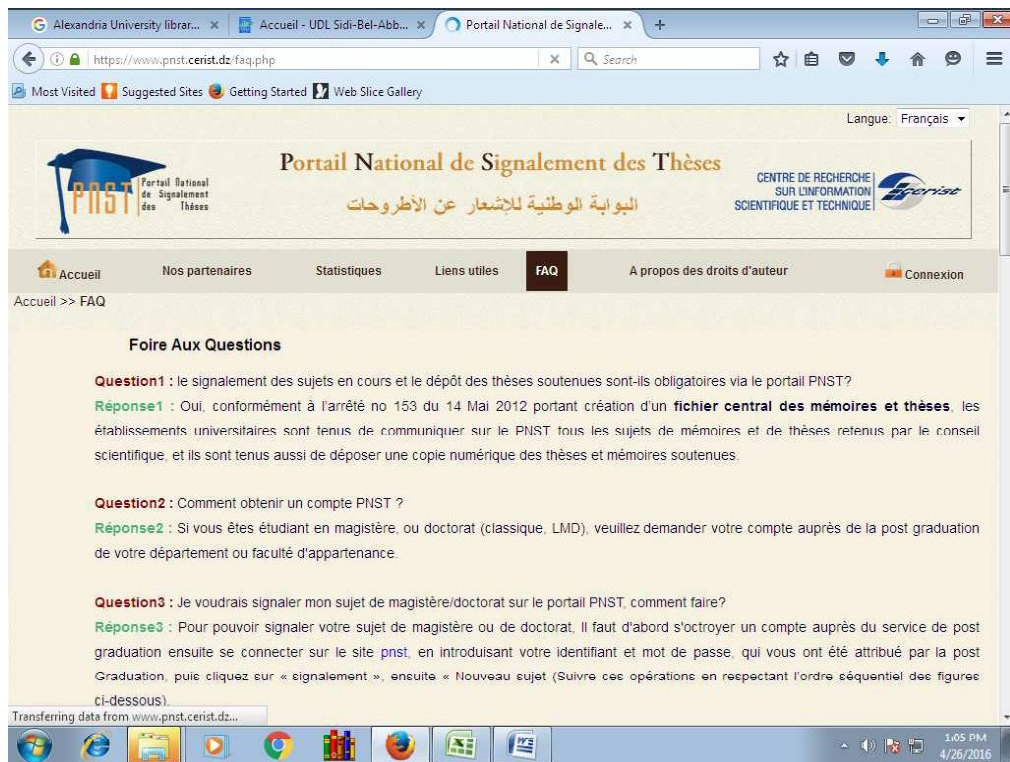 Alexandria University librar... × Accueil - UDL Sidi-Bel-Abb... × Portail National de Signale... × +
https://www.pnst.cerist.dz/faq.php Search
Most Visited Suggested Sites Getting Started Web Slice Gallery
Langue: Français
PNST Portail National de Signalement des Thèses
Portail National de Signalement des Thèses
البوابة الوطنية للإشعار عن الأطروحات
CENTRE DE RECHERCHE
SUR L'INFORMATION
SCIENTIFIQUE ET TECHNIQUE
cerist
Accueil Nos partenaires Statistiques Liens utiles FAQ A propos des droits d'auteur Connexion
Accueil >> FAQ
Foire Aux Questions
Question1 : le signalement des sujets en cours et le dépôt des thèses soutenues sont-ils obligatoires via le portail PNST?
Réponse1 : Oui, conformément à l'arrêté no 153 du 14 Mai 2012 portant création d'un fichier central des mémoires et thèses, les
établissements universitaires sont tenus de communiquer sur le PNST tous les sujets de mémoires et de thèses retenus par le conseil
scientifique, et ils sont tenus aussi de déposer une copie numérique des thèses et mémoires soutenues.
Question2 : Comment obtenir un compte PNST ?
Réponse2 : Si vous êtes étudiant en magistère, ou doctorat (classique, LMD), veuillez demander votre compte auprès de la post graduation
de votre département ou faculté d'appartenance.
Question3 : Je voudrais signaler mon sujet de magistère/doctorat sur le portail PNST, comment faire?
Réponse3 : Pour pouvoir signaler votre sujet de magistère ou de doctorat, Il faut d'abord s'octroyer un compte auprès du service de post
graduation ensuite se connecter sur le site pnst, en introduisant votre identifiant et mot de passe, qui vous ont été attribué par la post
Graduation, puis cliquez sur « signalement », ensuite « Nouveau sujet (Suivre ces opérations en respectant l'ordre séquentiel des figures
ci-dessous).
Transferring data from www.pnst.cerist.dz...
1:05 PM
4/26/2016